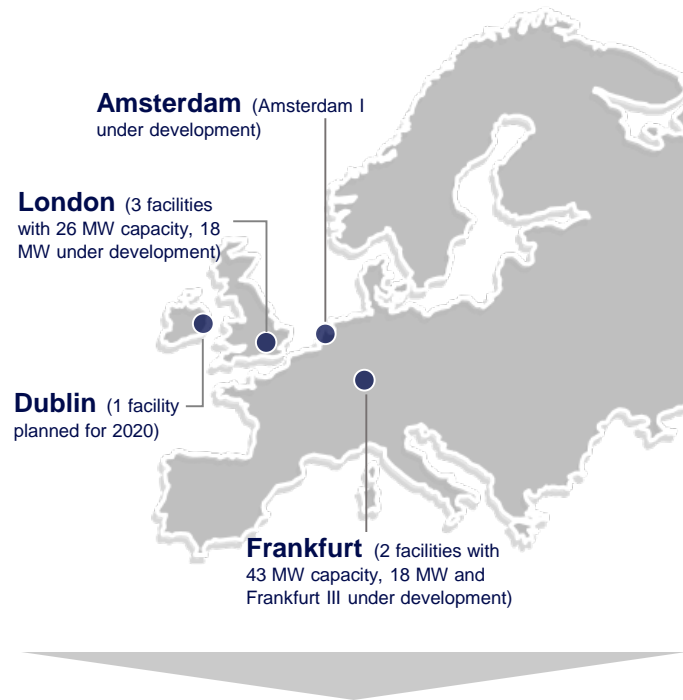 Amsterdam (Amsterdam I
under development)
London (3 facilities
with 26 MW capacity, 18
MW under development)
Dublin (1 facility
planned for 2020)
Frankfurt (2 facilities with
43 MW capacity, 18 MW and
Frankfurt III under development)